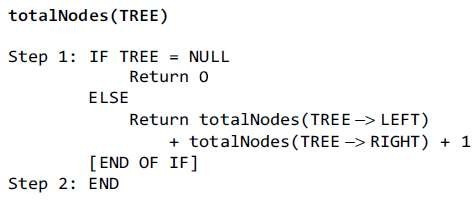 totalNodes(TREE)
Step 1: IF TREE = NULL
Return 0
ELSE
Return totalNodes(TREE –> LEFT)
+ totalNodes(TREE –> RIGHT) + 1
[END OF IF]
Step 2: END